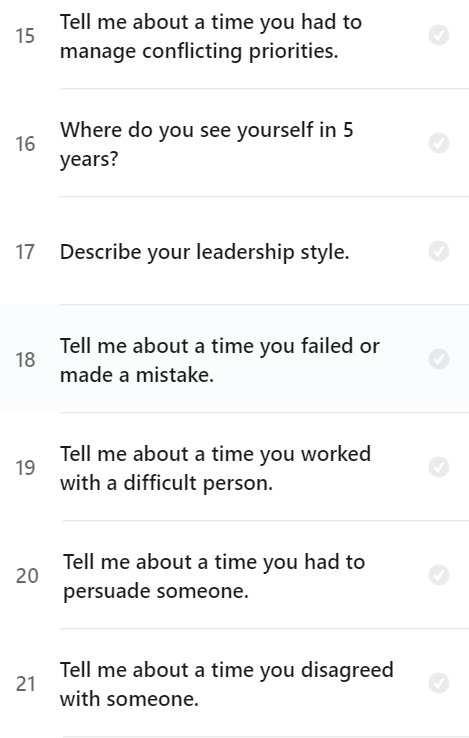 15
Tell me about a time you had to
manage conflicting priorities.
16
Where do you see yourself in 5
years?
17
Describe your leadership style.
18
Tell me about a time you failed or
made a mistake.
19
Tell me about a time you worked
with a difficult person.
20
Tell me about a time you had to
persuade someone.
21
Tell me about a time you disagreed
with someone.